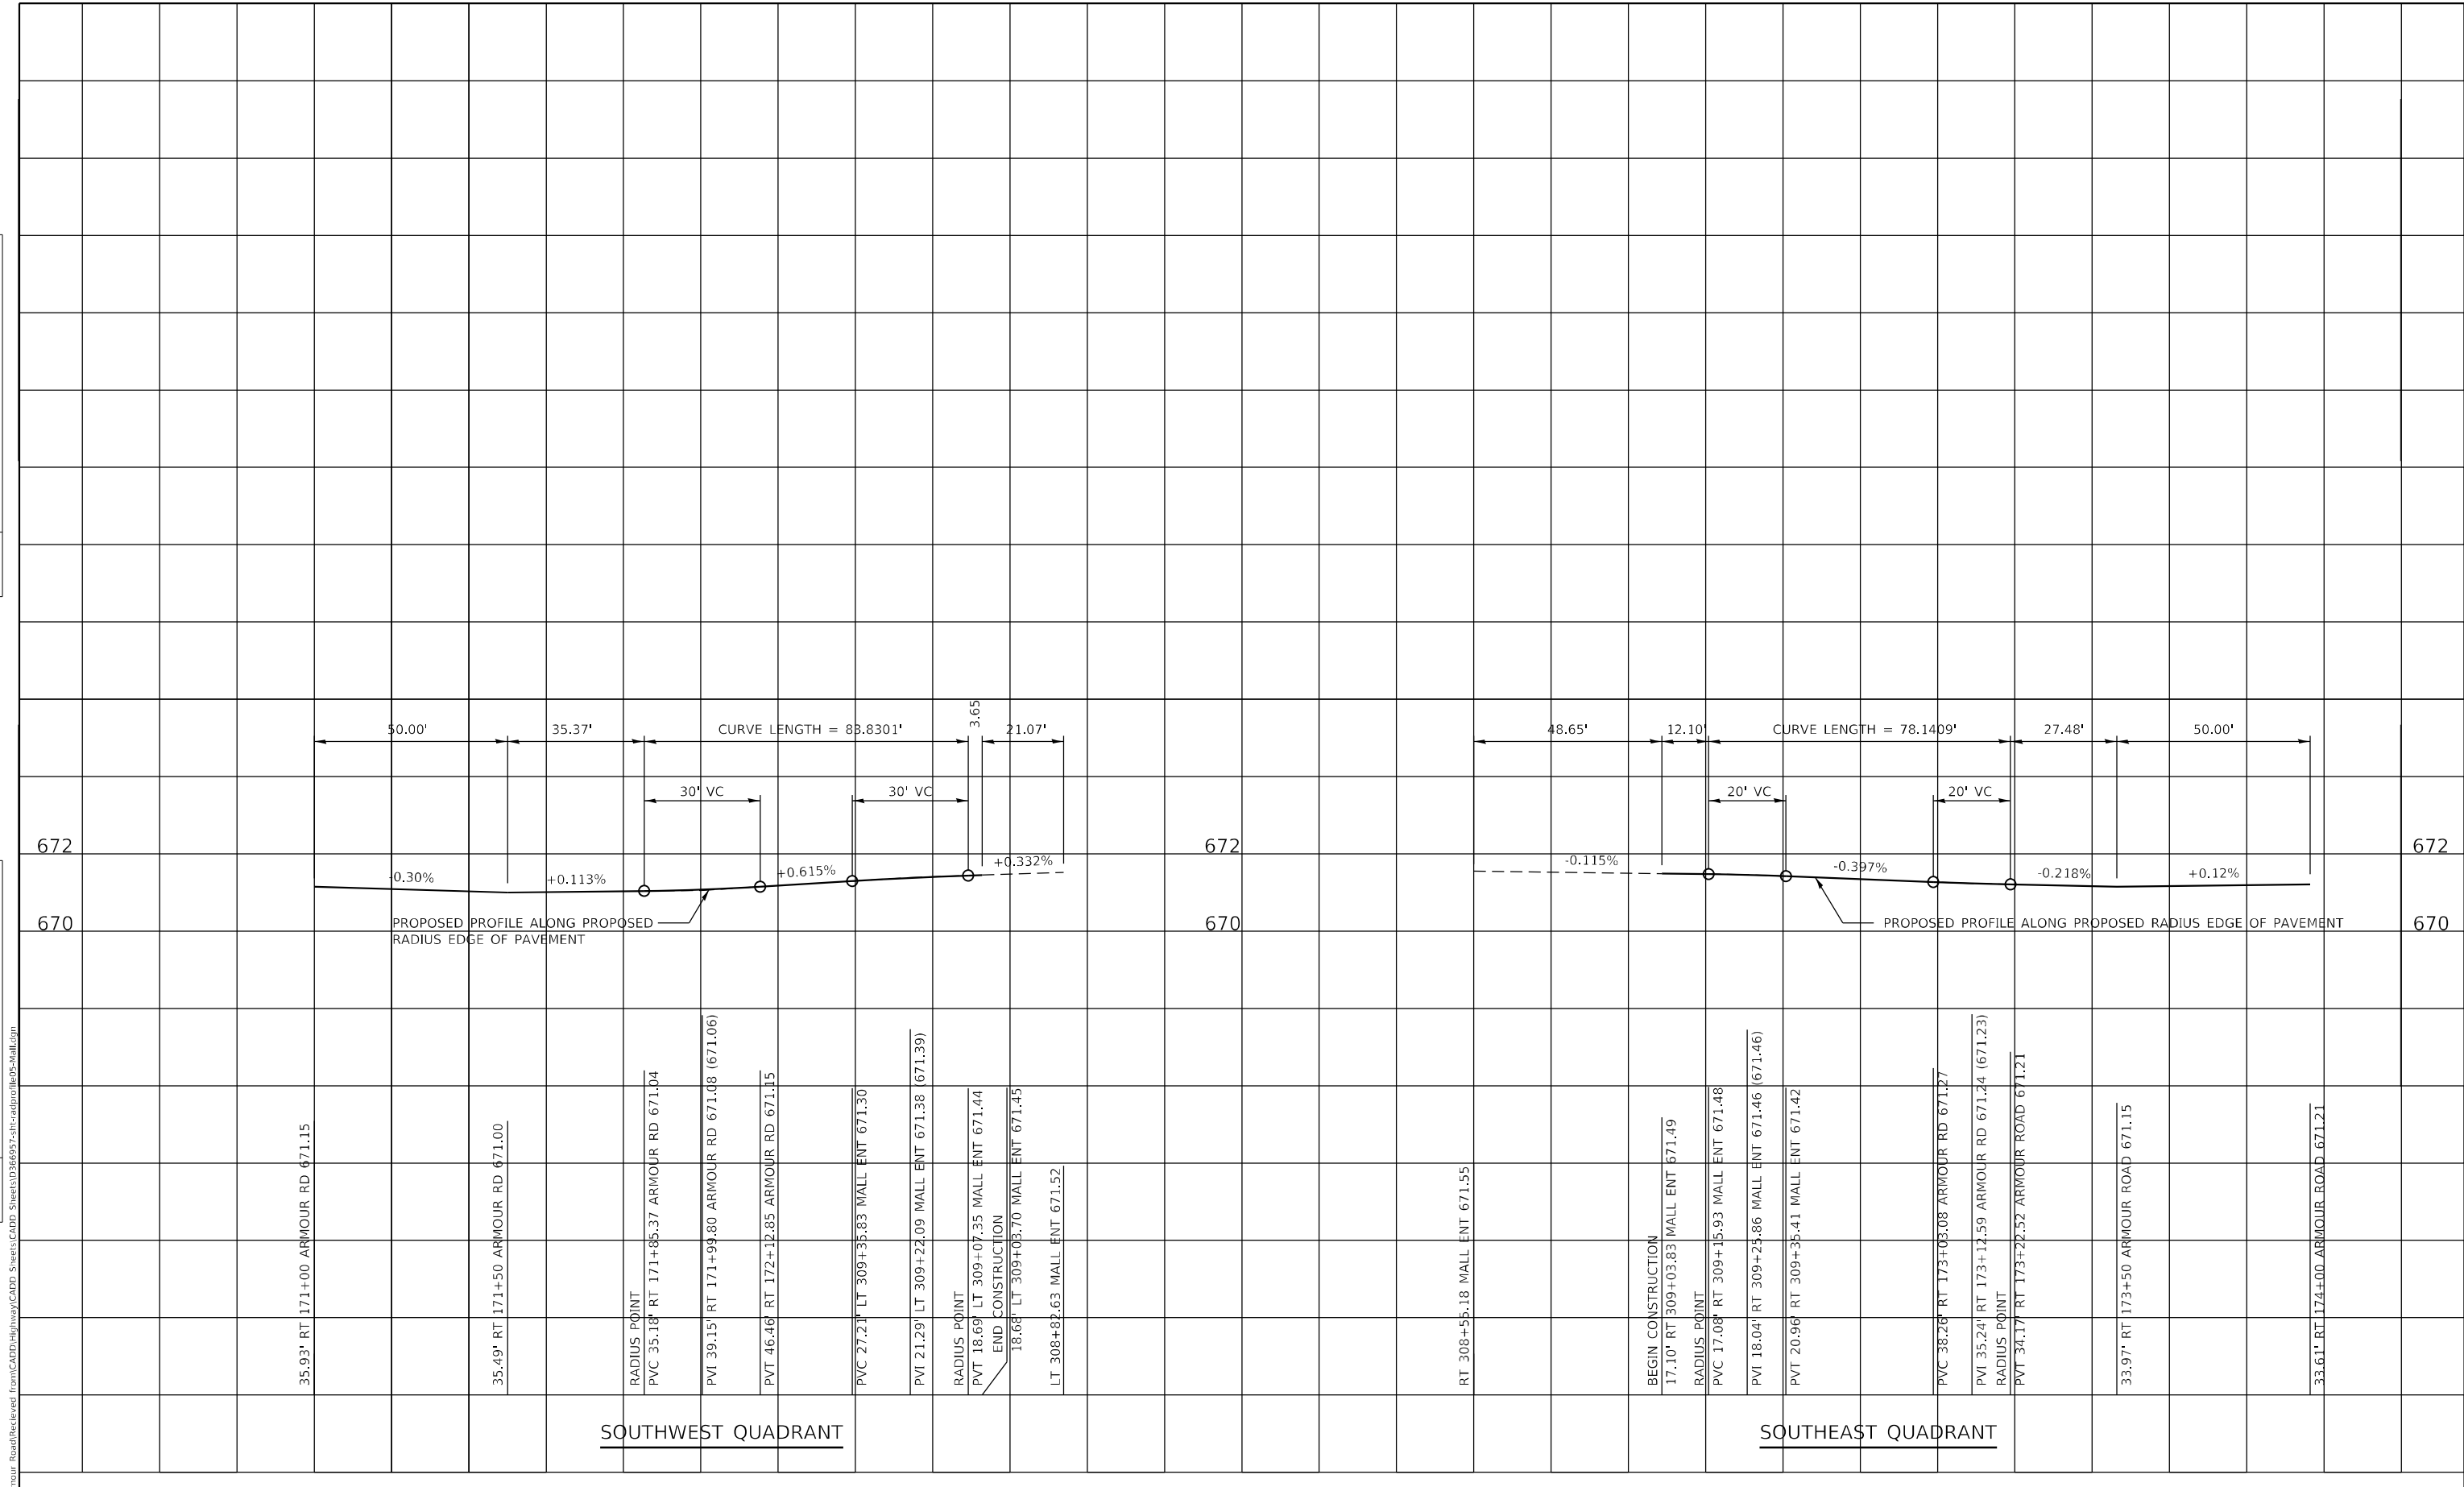 50.00'
35.37'
CURVE LENGTH = 83.8301'
3.65'
21.07'
30' VC
30' VC
672
670
-0.30%
+0.113%
+0.615%
+0.332%
PROPOSED PROFILE ALONG PROPOSED
RADIUS EDGE OF PAVEMENT
672
670
48.65'
12.10'
CURVE LENGTH = 78.1409'
27.48'
50.00'
20' VC
20' VC
-0.115%
-0.397%
-0.218%
+0.12%
PROPOSED PROFILE ALONG PROPOSED RADIUS EDGE OF PAVEMENT
672
670
35.93' RT 171+00 ARMOUR RD 671.15
35.49' RT 171+50 ARMOUR RD 671.00
RADIUS POINT
PVC 35.18' RT 171+85.37 ARMOUR RD 671.04
PVI 39.15' RT 171+99.80 ARMOUR RD 671.08 (671.06)
PVT 46.46' RT 172+12.85 ARMOUR RD 671.15
PVC 27.21' LT 309+35.83 MALL ENT 671.30
PVI 21.29' LT 309+22.09 MALL ENT 671.38 (671.39)
RADIUS POINT
PVT 18.69' LT 309+07.35 MALL ENT 671.44
END CONSTRUCTION
18.68' LT 309+03.70 MALL ENT 671.45
LT 308+82.63 MALL ENT 671.52
SOUTHWEST QUADRANT
RT 308+55.18 MALL ENT 671.55
BEGIN CONSTRUCTION
17.10' RT 309+03.83 MALL ENT 671.49
RADIUS POINT
PVC 17.08' RT 309+15.93 MALL ENT 671.48
PVI 18.04' RT 309+25.86 MALL ENT 671.46 (671.46)
PVT 20.96' RT 309+35.41 MALL ENT 671.42
PVC 38.26' RT 173+03.08 ARMOUR RD 671.27
PVI 35.24' RT 173+12.59 ARMOUR RD 671.24 (671.23)
RADIUS POINT
PVT 34.17' RT 173+22.52 ARMOUR ROAD 671.21
33.97' RT 173+50 ARMOUR ROAD 671.15
33.61' RT 174+00 ARMOUR ROAD 671.21
SOUTHEAST QUADRANT
Road\Recieved from\CADD\Highway\CADD Sheets\CADD Sheets\D366957-sht-radprofile05-Mall.dgn